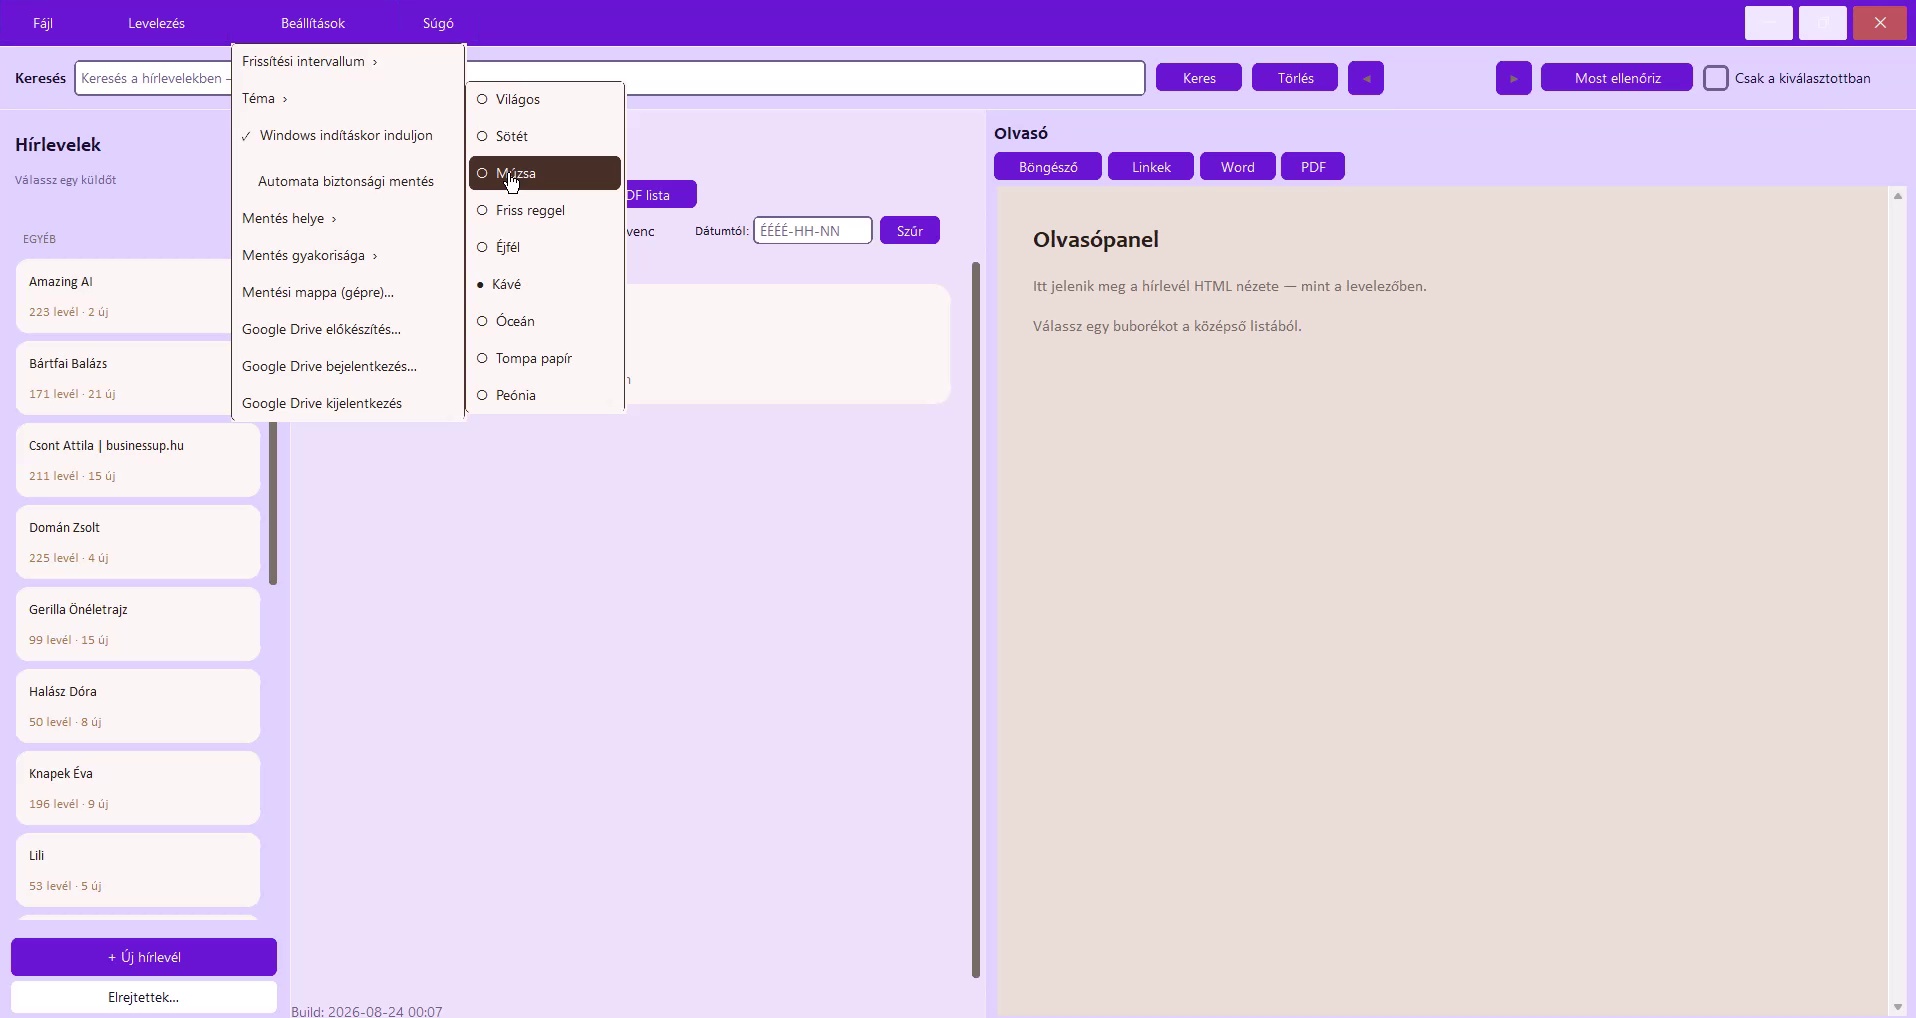 Fájl Levelezés Beállítások Súgó
Keresés Keresés a hírlevelekben – Keres Törlés Most ellenőriz Csak a kiválasztottban
Frissítési intervallum ›
Téma ›
✓ Windows indításkor induljon
Automata biztonsági mentés
Mentés helye ›
Mentés gyakorisága ›
Mentési mappa (gépre)...
Google Drive előkészítés...
Google Drive bejelentkezés...
Google Drive kijelentkezés
Világos
Sötét
Múzsa
Friss reggel
Éjfél
Kávé
Óceán
Tompa papír
Peónia
Hírlevelek
Válassz egy küldőt
EGYÉB
Amazing AI
223 levél · 2 új
Bártfai Balázs
171 levél · 21 új
Csont Attila | businessup.hu
211 levél · 15 új
Domán Zsolt
225 levél · 4 új
Gerilla Önéletrajz
99 levél · 15 új
Halász Dóra
50 levél · 8 új
Knapek Éva
196 levél · 9 új
Lili
53 levél · 5 új
+ Új hírlevél
Elrejtettek...
DF lista
venc Dátumtól: ÉÉÉÉ-HH-NN Szűr
Build: 2026-08-24 00:07
Olvasó
Böngésző Linkek Word PDF
Olvasópanel
Itt jelenik meg a hírlevél HTML nézete — mint a levelezőben.
Válassz egy buborékot a középső listából.